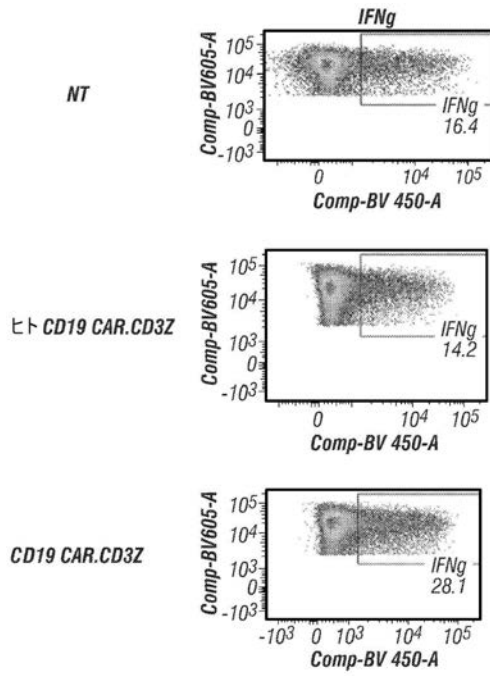 IFNg
NT
Comp-BV605-A
10⁵
10⁴
10³
0
-10³
IFNg
16.4
0 10⁴ 10⁵
Comp-BV 450-A
ヒト CD19 CAR.CD3Z
Comp-BV605-A
10⁵
10⁴
10³
0
-10³
IFNg
14.2
0 10⁴ 10⁵
Comp-BV 450-A
CD19 CAR.CD3Z
Comp-BV605-A
10⁵
10⁴
10³
0
-10³
IFNg
28.1
-10³ 0 10³ 10⁴ 10⁵
Comp-BV 450-A